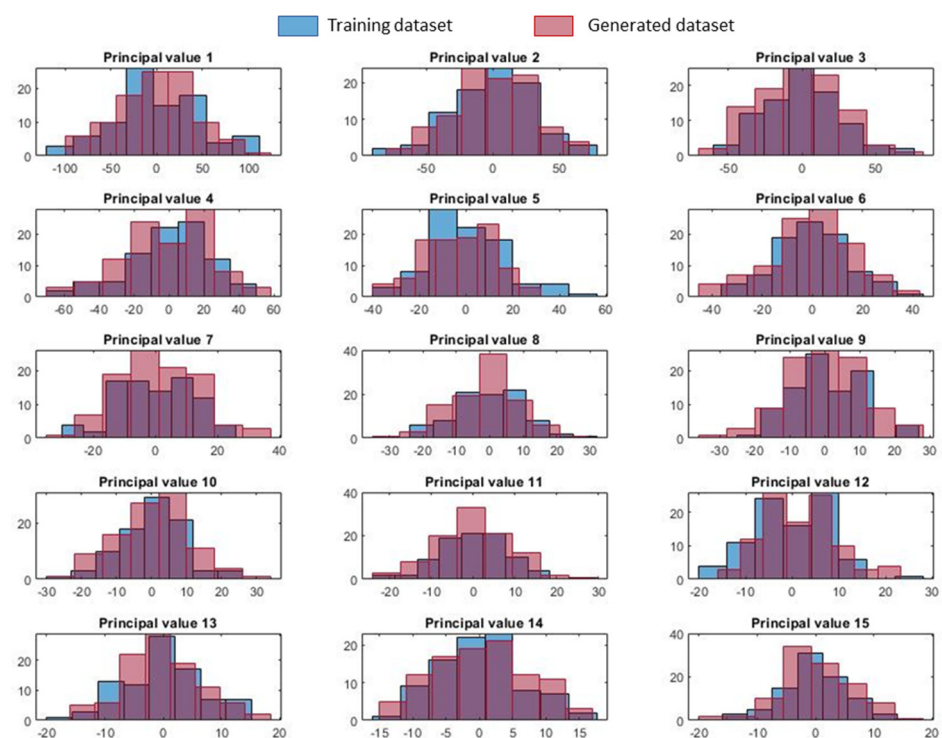 Training dataset Generated dataset
Principal value 1 Principal value 2 Principal value 3
20 20 20
10 10 10
0 0 0
-100 -50 0 50 100 -50 0 50 -50 0 50
Principal value 4 Principal value 5 Principal value 6
20 20 20
10 10 10
0 0 0
-60 -40 -20 0 20 40 60 -40 -20 0 20 40 60 -40 -20 0 20 40
Principal value 7 Principal value 8 Principal value 9
20 40 20
10 20 10
0 0 0
-20 0 20 40 -30 -20 -10 0 10 20 30 -30 -20 -10 0 10 20 30
Principal value 10 Principal value 11 Principal value 12
20 40 20
10 20 10
0 0 0
-30 -20 -10 0 10 20 30 -20 -10 0 10 20 30 -20 -10 0 10 20 30
Principal value 13 Principal value 14 Principal value 15
20 20 40
10 10 20
0 0 0
-20 -10 0 10 20 -15 -10 -5 0 5 10 15 -20 -10 0 10 20